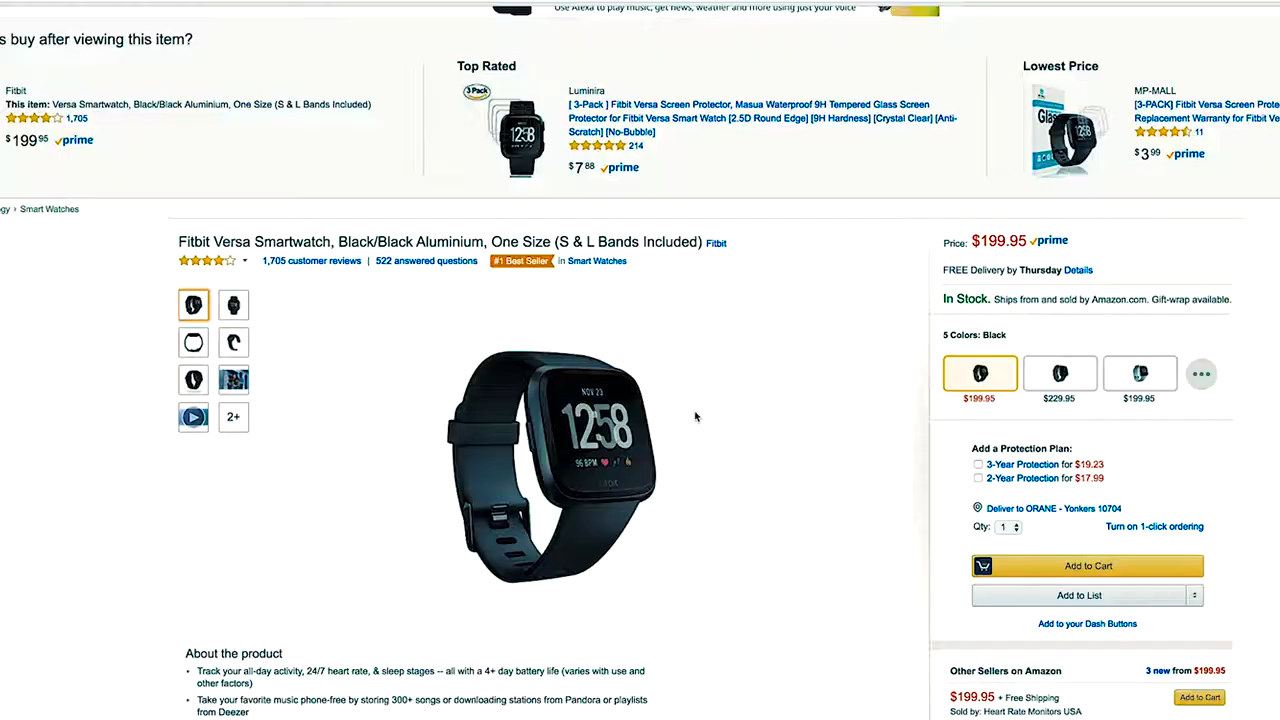 Use Alexa to play music, get news, weather and more using just your voice
s buy after viewing this item?
Fitbit
This item: Versa Smartwatch, Black/Black Aluminium, One Size (S & L Bands Included)
1,705
$199.95 prime
Top Rated
3 Pack
Luminira
[ 3-Pack ] Fitbit Versa Screen Protector, Masua Waterproof 9H Tempered Glass Screen
Protector for Fitbit Versa Smart Watch [2.5D Round Edge] [9H Hardness] [Crystal Clear] [Anti-
Scratch] [No-Bubble]
214
$7.88 prime
Lowest Price
MP-MALL
[3-PACK] Fitbit Versa Screen Prote
Replacement Warranty for Fitbit Ve
11
$3.99 prime
gy › Smart Watches
Fitbit Versa Smartwatch, Black/Black Aluminium, One Size (S & L Bands Included) Fitbit
1,705 customer reviews | 522 answered questions #1 Best Seller in Smart Watches
2+
NOV 23
12:58
96 BPM
About the product
• Track your all-day activity, 24/7 heart rate, & sleep stages -- all with a 4+ day battery life (varies with use and
other factors)
• Take your favorite music phone-free by storing 300+ songs or downloading stations from Pandora or playlists
from Deezer
Price: $199.95 prime
FREE Delivery by Thursday Details
In Stock. Ships from and sold by Amazon.com. Gift-wrap available.
5 Colors: Black
$199.95
$229.95
$199.95
Add a Protection Plan:
3-Year Protection for $19.23
2-Year Protection for $17.99
Deliver to ORANE - Yonkers 10704
Qty: 1
Turn on 1-click ordering
Add to Cart
Add to List
Add to your Dash Buttons
Other Sellers on Amazon
3 new from $199.95
$199.95 + Free Shipping
Add to Cart
Sold by: Heart Rate Monitors USA